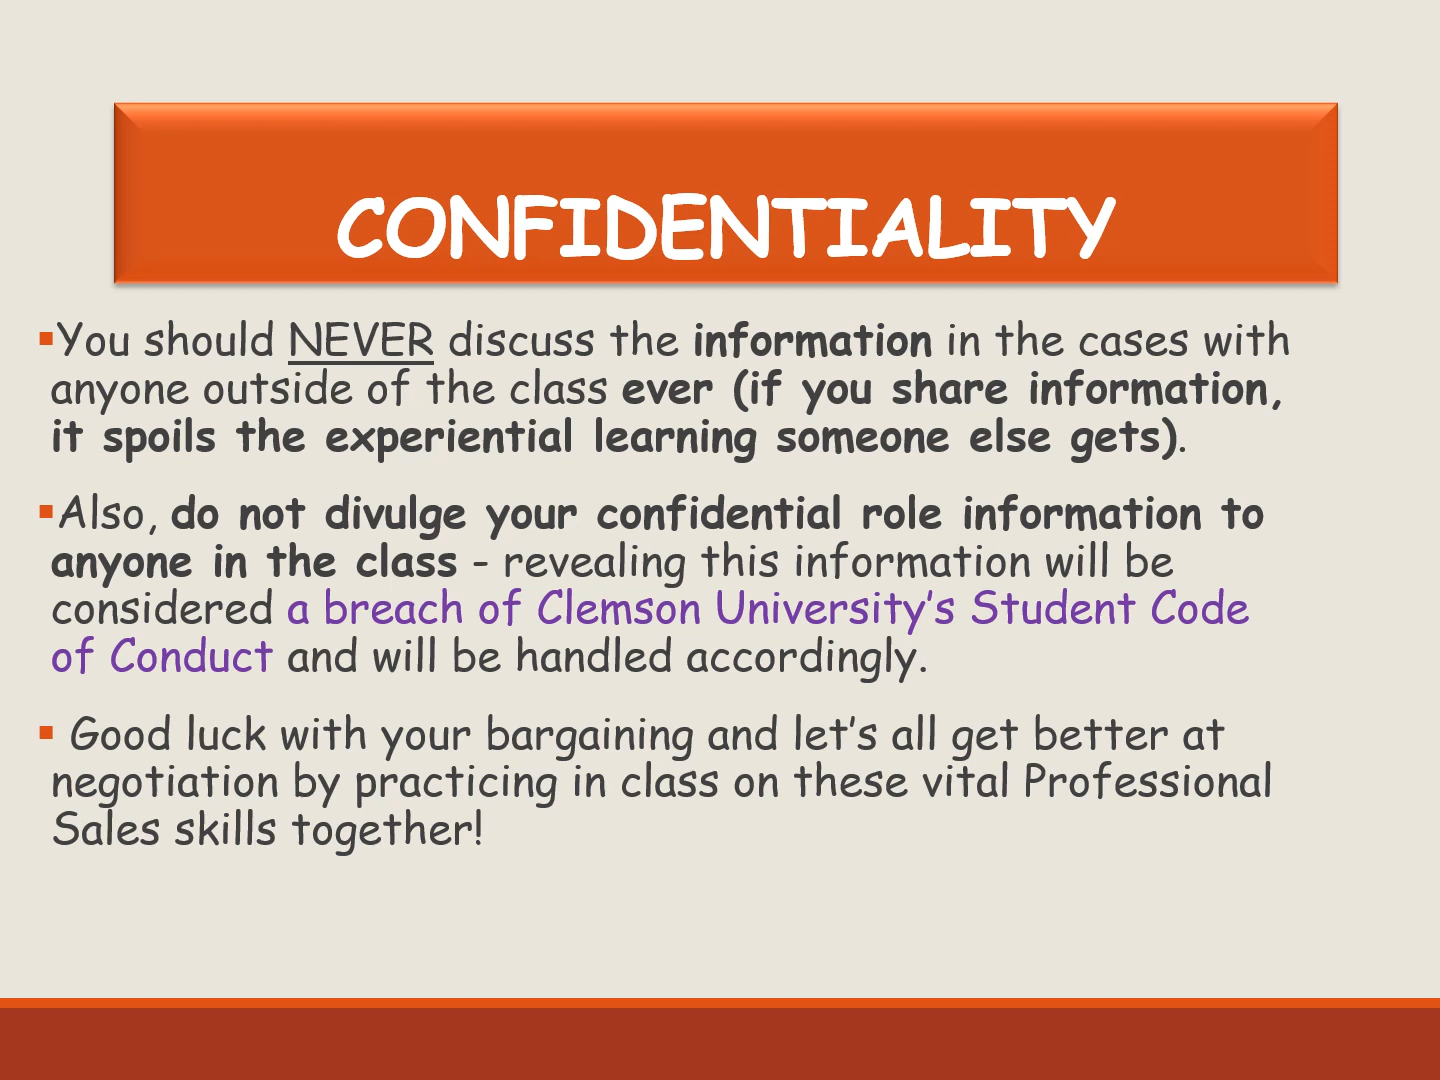 CONFIDENTIALITY
▪You should NEVER discuss the information in the cases with
anyone outside of the class ever (if you share information,
it spoils the experiential learning someone else gets).
▪Also, do not divulge your confidential role information to
anyone in the class - revealing this information will be
considered a breach of Clemson University’s Student Code
of Conduct and will be handled accordingly.
▪ Good luck with your bargaining and let’s all get better at
negotiation by practicing in class on these vital Professional
Sales skills together!